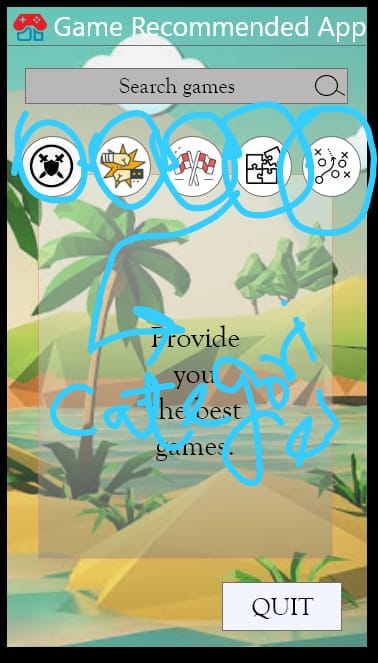 Game Recommended App
Search games
Provide
you
the best
games.
Categories
QUIT